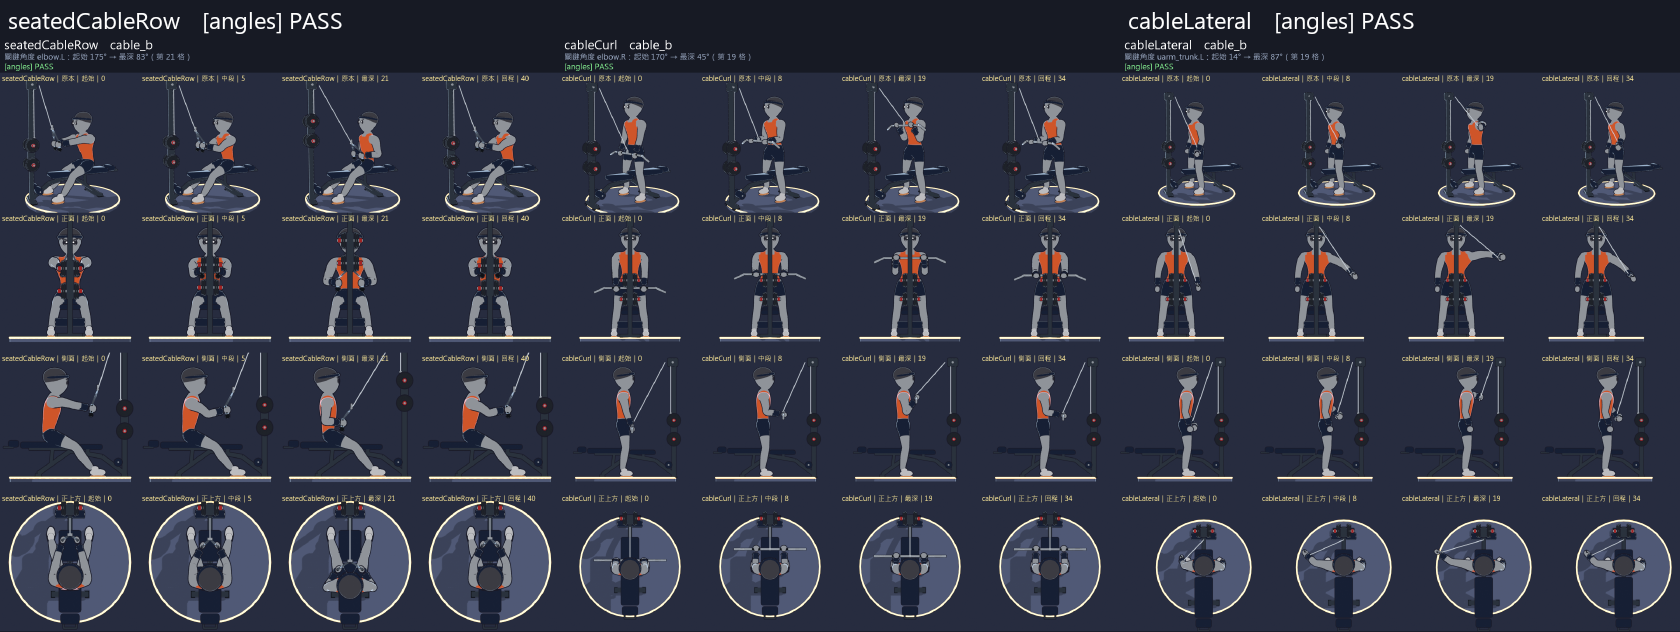 seatedCableRow [angles] PASS
cableLateral [angles] PASS
seatedCableRow cable_b
關鍵角度 elbow.L：起始 175° → 最深 83° ( 第 21 格 )
[angles] PASS
cableCurl cable_b
關鍵角度 elbow.R：起始 170° → 最深 45° ( 第 19 格 )
cableLateral cable_b
關鍵角度 uarm_trunk.L：起始 14° → 最深 87° ( 第 19 格 )
[angles] PASS
seatedCableRow | 原本 | 起始 | 0
seatedCableRow | 原本 | 中段 | 5
seatedCableRow | 原本 | 最深 | 21
seatedCableRow | 原本 | 回程 | 40
cableCurl | 原本 | 起始 | 0
cableCurl | 原本 | 中段 | 8
cableCurl | 原本 | 最深 | 19
cableCurl | 原本 | 回程 | 34
cableLateral | 原本 | 起始 | 0
cableLateral | 原本 | 中段 | 8
cableLateral | 原本 | 最深 | 19
cableLateral | 原本 | 回程 | 34
seatedCableRow | 正面 | 起始 | 0
seatedCableRow | 正面 | 中段 | 5
seatedCableRow | 正面 | 最深 | 21
seatedCableRow | 正面 | 回程 | 40
cableCurl | 正面 | 起始 | 0
cableCurl | 正面 | 中段 | 8
cableCurl | 正面 | 最深 | 19
cableCurl | 正面 | 回程 | 34
cableLateral | 正面 | 起始 | 0
cableLateral | 正面 | 中段 | 8
cableLateral | 正面 | 最深 | 19
cableLateral | 正面 | 回程 | 34
seatedCableRow | 側面 | 起始 | 0
seatedCableRow | 側面 | 中段 | 5
seatedCableRow | 側面 | 最深 | 21
seatedCableRow | 側面 | 回程 | 40
cableCurl | 側面 | 起始 | 0
cableCurl | 側面 | 中段 | 8
cableCurl | 側面 | 最深 | 19
cableCurl | 側面 | 回程 | 34
cableLateral | 側面 | 起始 | 0
cableLateral | 側面 | 中段 | 8
cableLateral | 側面 | 最深 | 19
cableLateral | 側面 | 回程 | 34
seatedCableRow | 正上方 | 起始 | 0
seatedCableRow | 正上方 | 中段 | 5
seatedCableRow | 正上方 | 最深 | 21
seatedCableRow | 正上方 | 回程 | 40
cableCurl | 正上方 | 起始 | 0
cableCurl | 正上方 | 中段 | 8
cableCurl | 正上方 | 最深 | 19
cableCurl | 正上方 | 回程 | 34
cableLateral | 正上方 | 起始 | 0
cableLateral | 正上方 | 中段 | 8
cableLateral | 正上方 | 最深 | 19
cableLateral | 正上方 | 回程 | 34